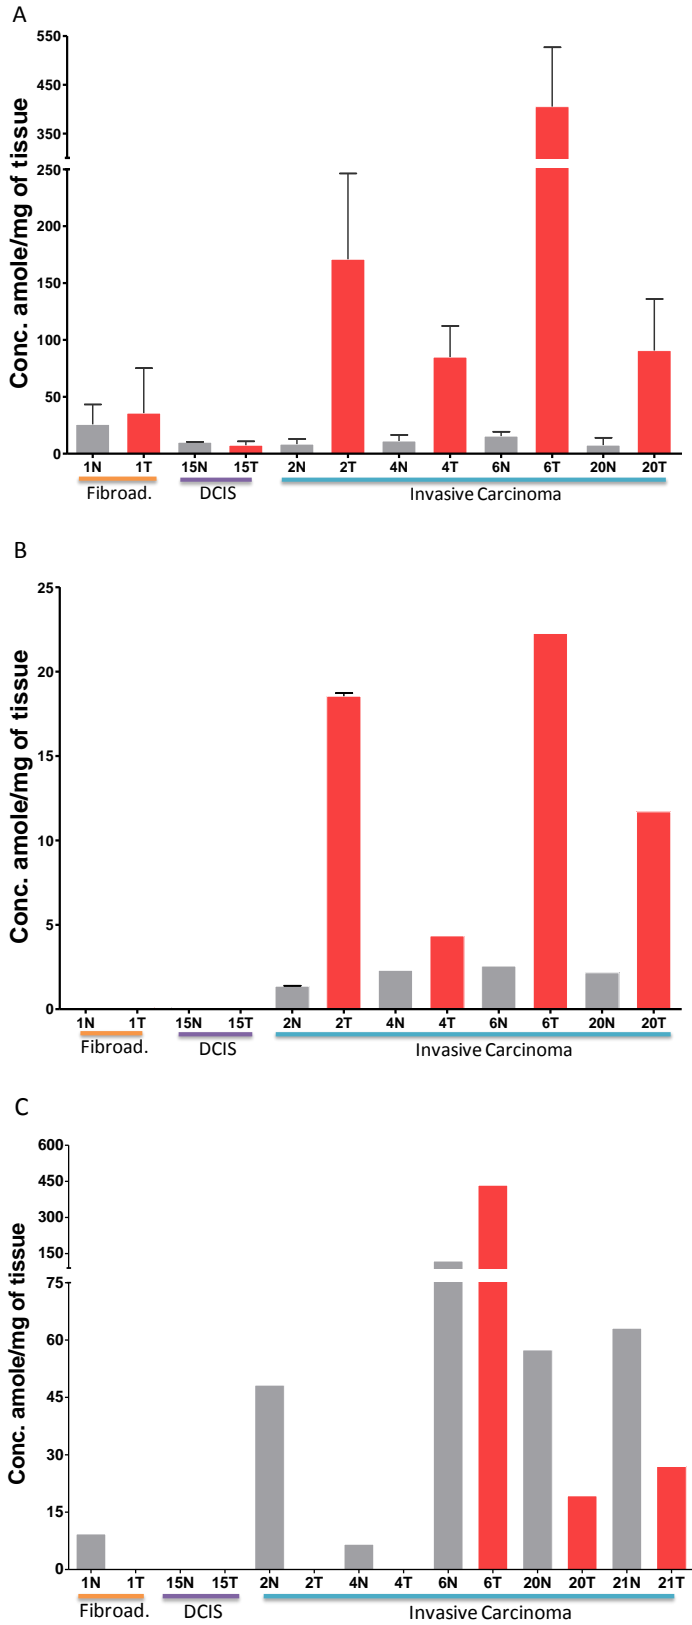 A
Conc. amole/mg of tissue
550
450
350
250
200
150
100
50
0
1N 1T 15N 15T 2N 2T 4N 4T 6N 6T 20N 20T
Fibroad. DCIS Invasive Carcinoma
B
Conc. amole/mg of tissue
25
20
15
10
5
0
1N 1T 15N 15T 2N 2T 4N 4T 6N 6T 20N 20T
Fibroad. DCIS Invasive Carcinoma
C
Conc. amole/mg of tissue
600
450
300
150
75
60
45
30
15
0
1N 1T 15N 15T 2N 2T 4N 4T 6N 6T 20N 20T 21N 21T
Fibroad. DCIS Invasive Carcinoma